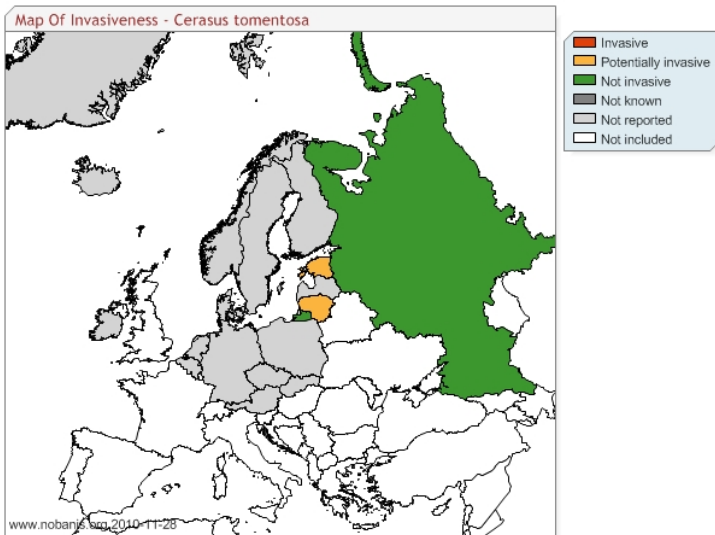 Map Of Invasiveness - Cerasus tomentosa
Invasive
Potentially invasive
Not invasive
Not known
Not reported
Not included
www.nobanis.org 2010-11-28